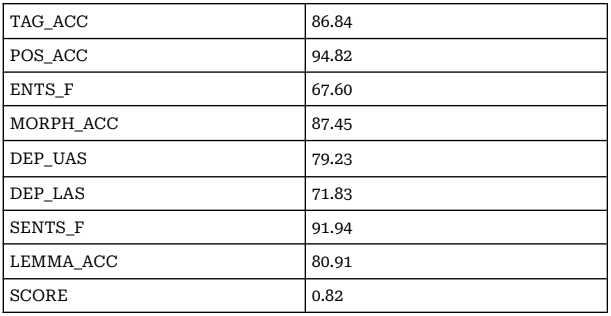 TAG_ACC 86.84
POS_ACC 94.82
ENTS_F 67.60
MORPH_ACC 87.45
DEP_UAS 79.23
DEP_LAS 71.83
SENTS_F 91.94
LEMMA_ACC 80.91
SCORE 0.82